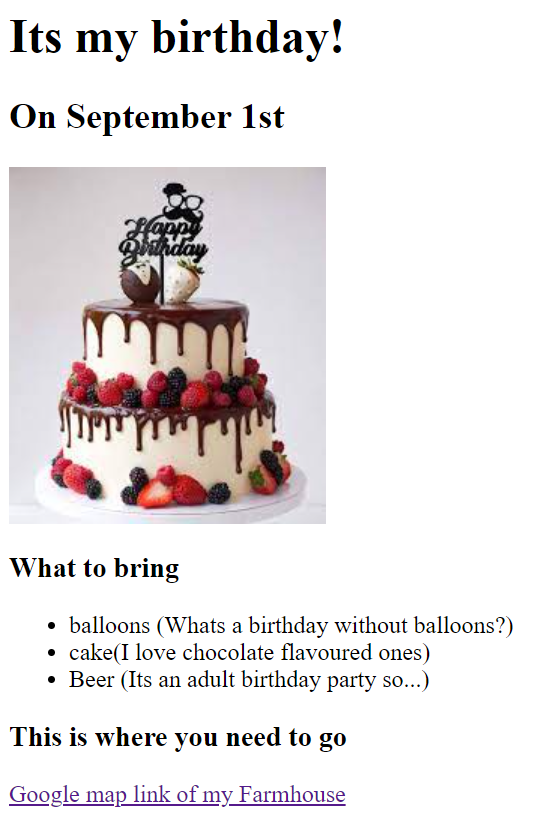 Its my birthday!
On September 1st
Happy
Birthday
What to bring
balloons (Whats a birthday without balloons?)
cake(I love chocolate flavoured ones)
Beer (Its an adult birthday party so...)
This is where you need to go
Google map link of my Farmhouse